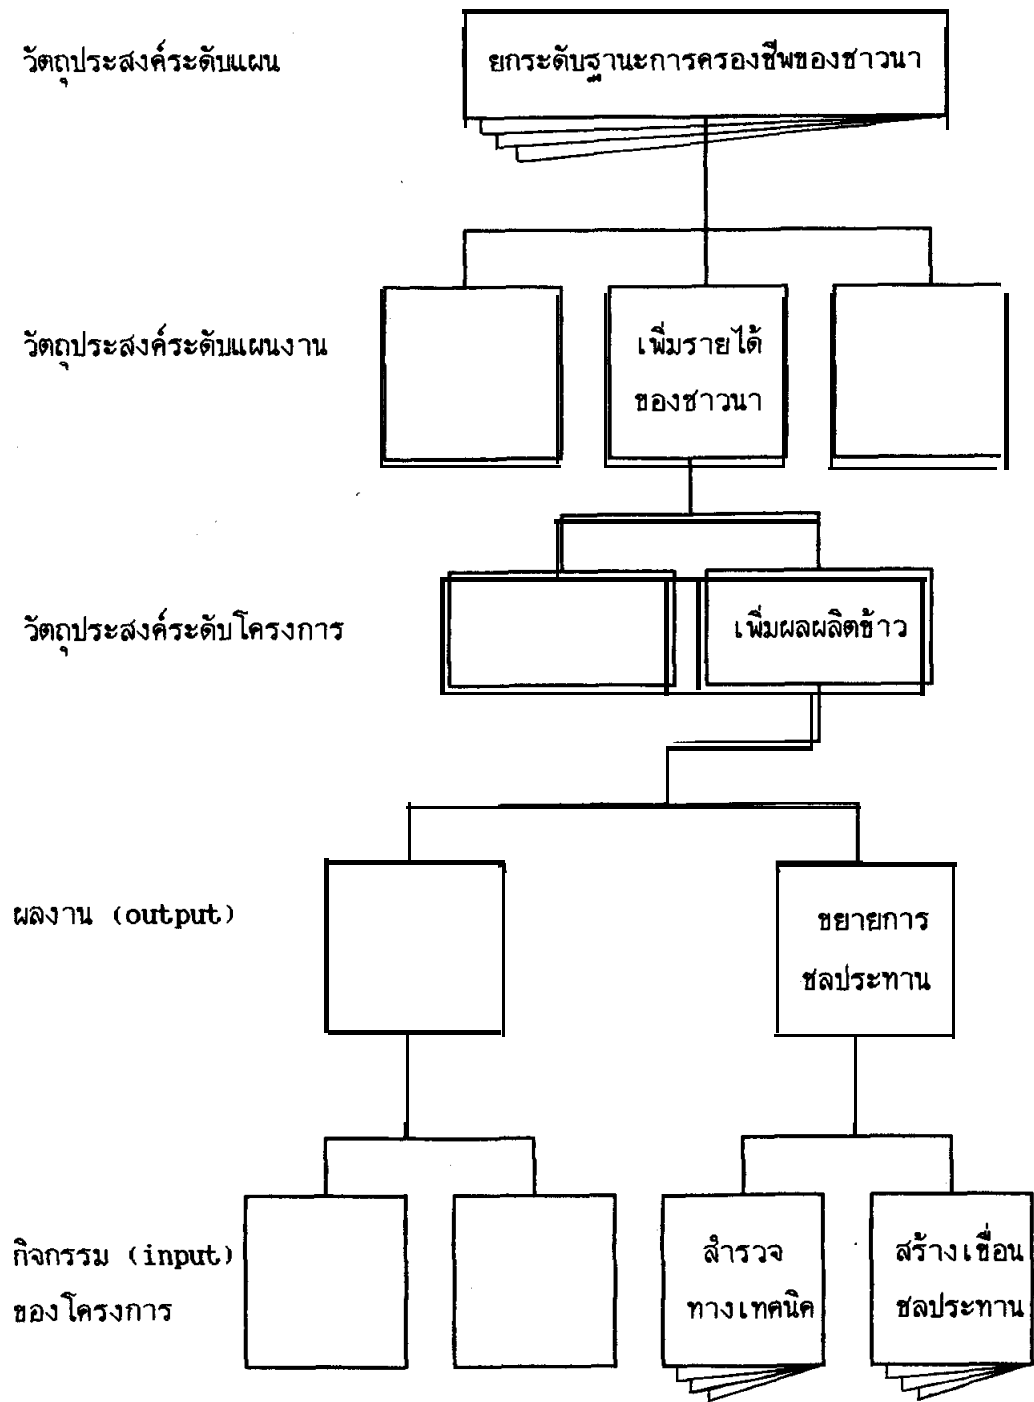 วัตถุประสงค์ระดับแผน
ยกระดับฐานะการครองชีพของชาวนา
วัตถุประสงค์ระดับแผนงาน
เพิ่มรายได้
ของชาวนา
วัตถุประสงค์ระดับโครงการ
เพิ่มผลผลิตข้าว
ผลงาน (output)
ขยายการ
ชลประทาน
กิจกรรม (input)
ของโครงการ
สำรวจ
ทางเทคนิค
สร้างเขื่อน
ชลประทาน